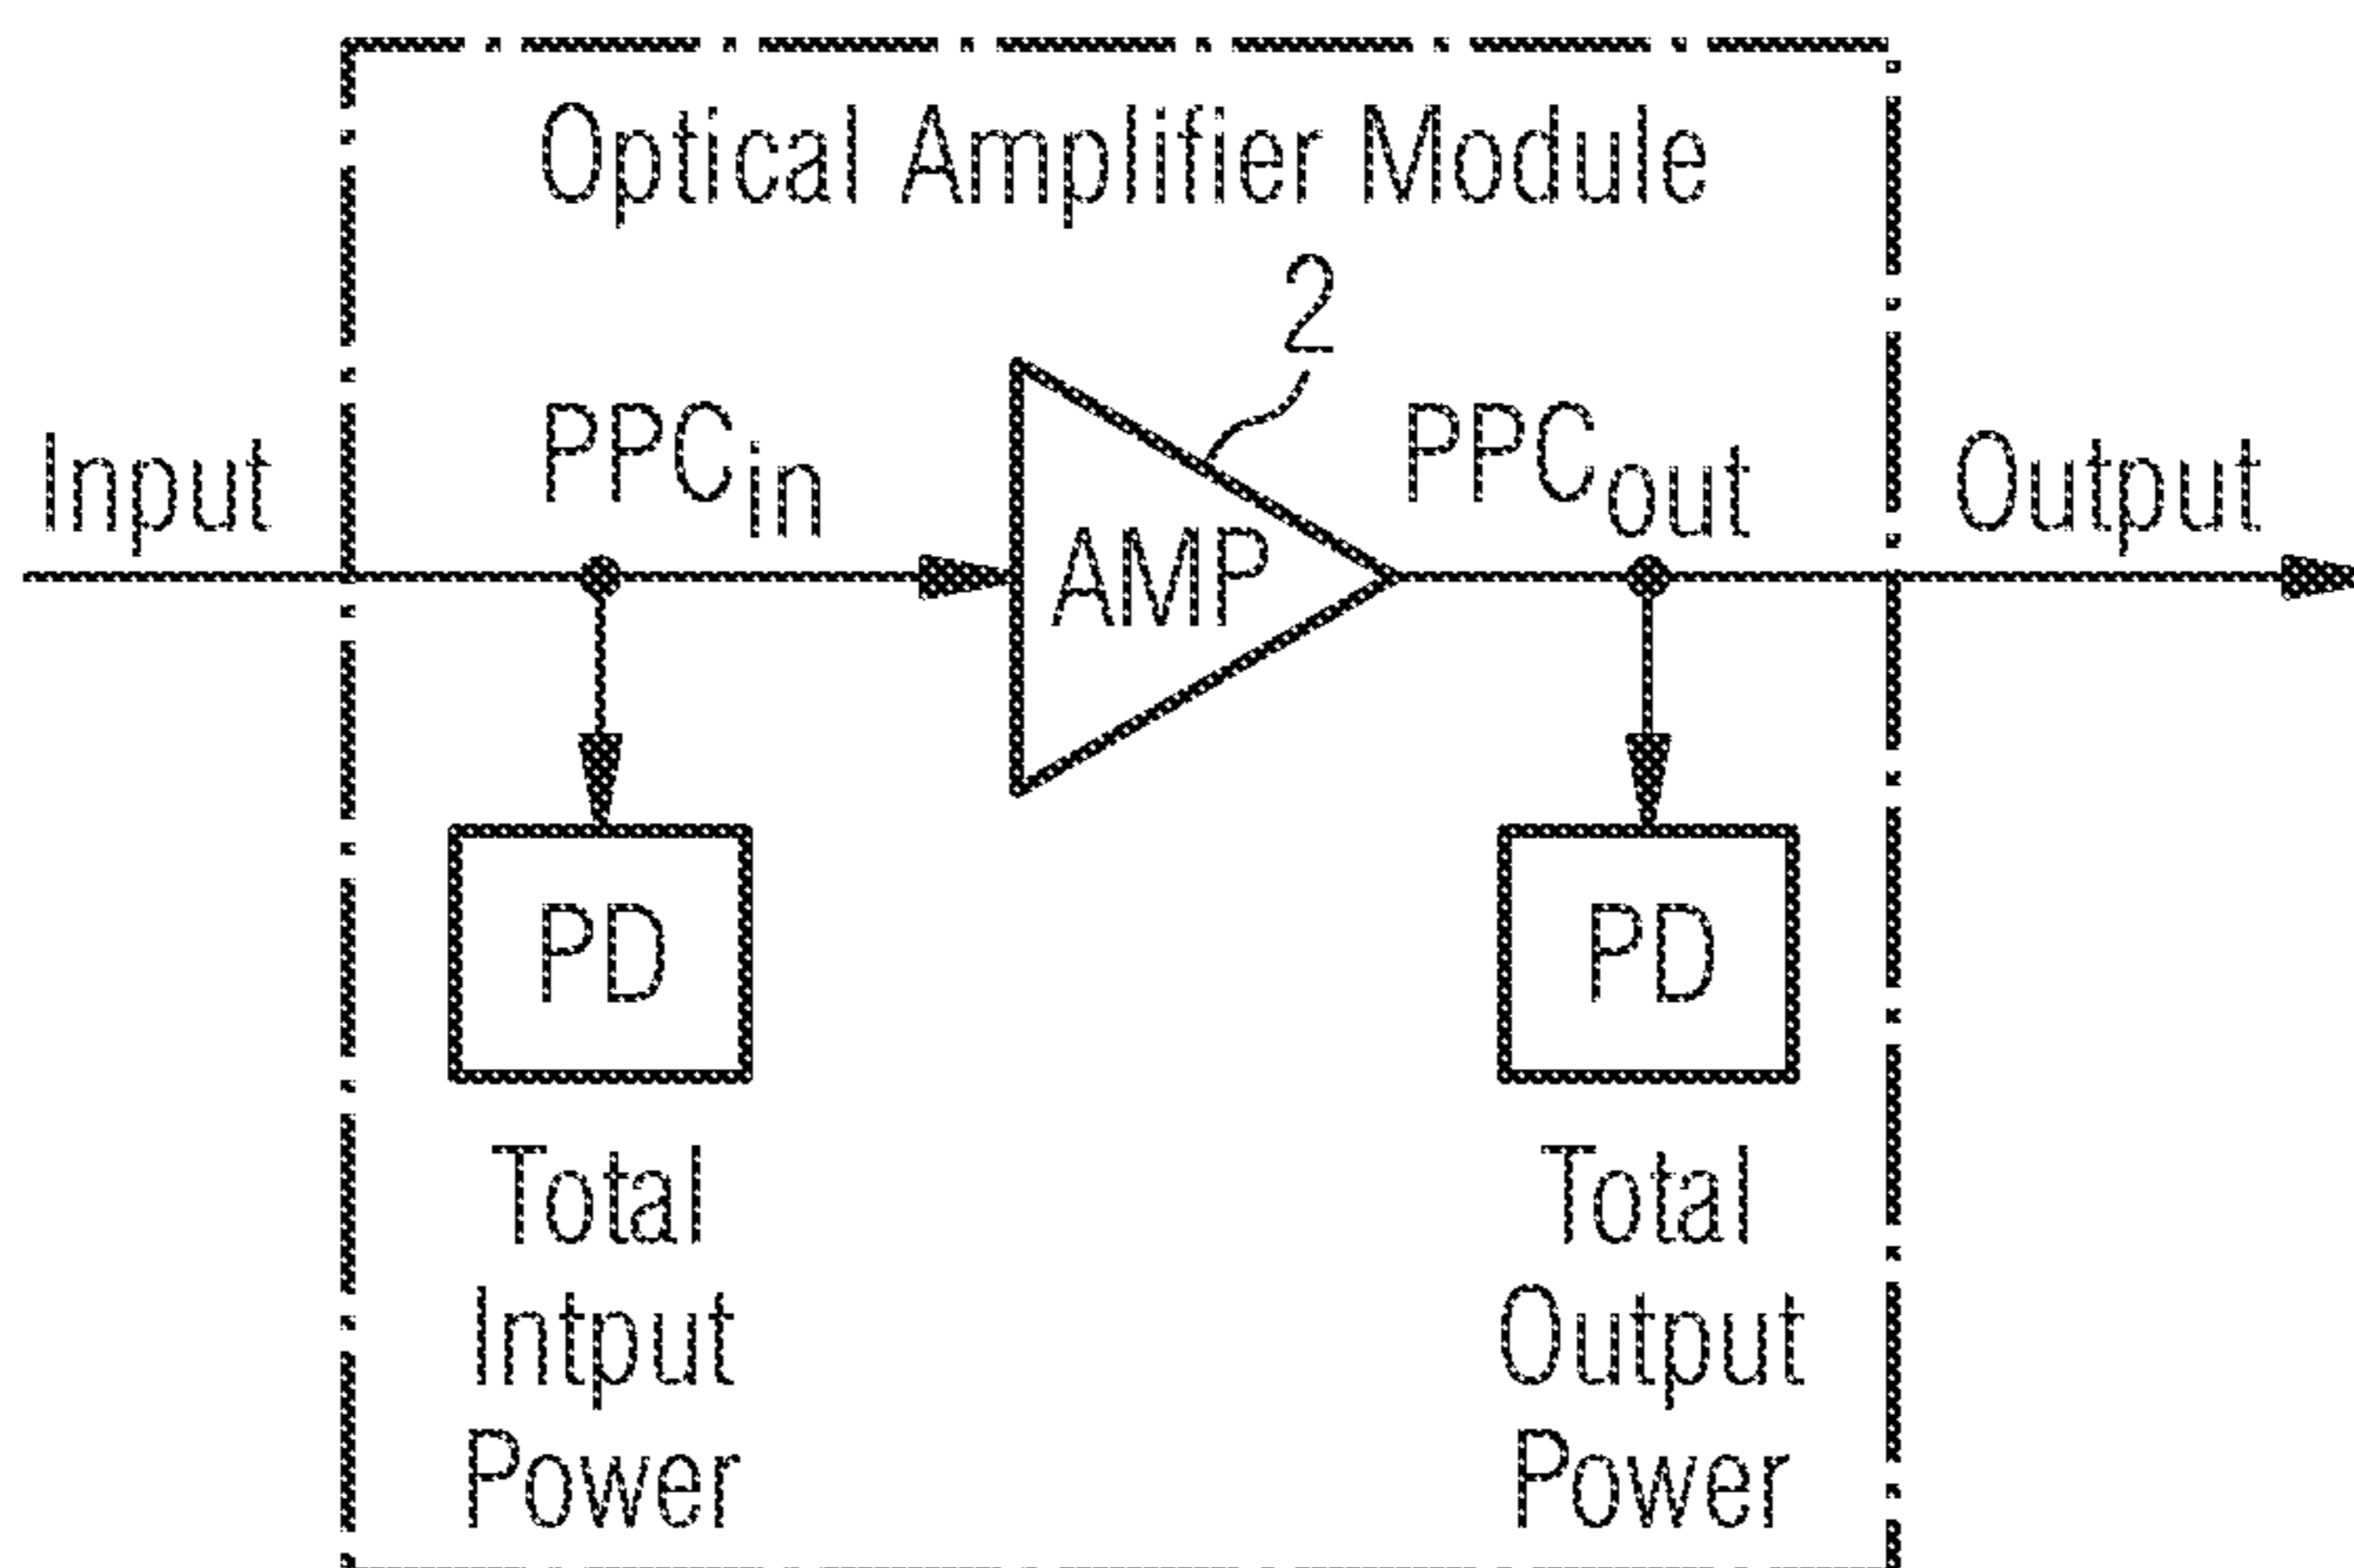 Optical Amplifier Module
2
Input
PPCin
PPCout
Output
AMP
PD
PD
Total
Intput
Power
Total
Output
Power